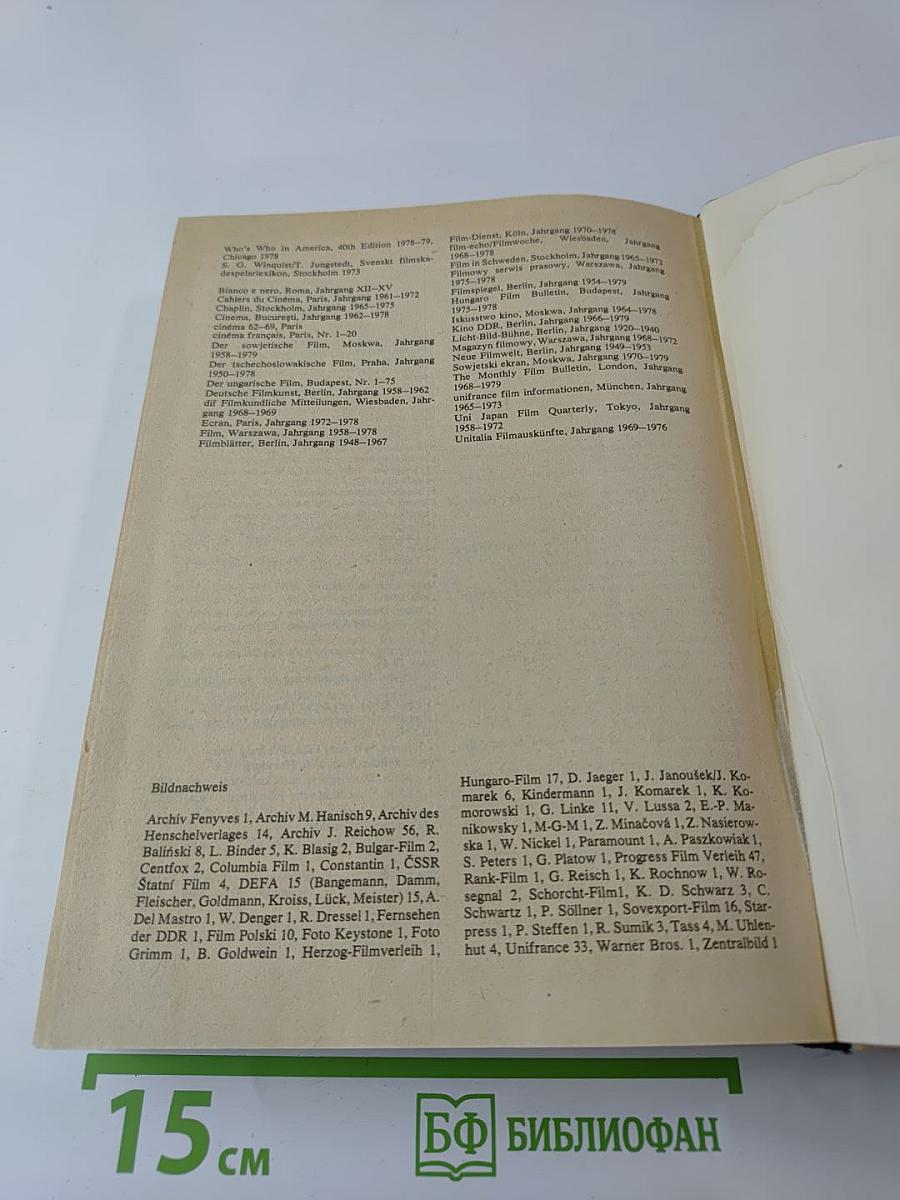 Who's Who in America, 40th Edition 1978–79,
Chicago 1978
S. G. Winquist/T. Jungstedt, Svenskt filmska-
despelarlexikon, Stockholm 1973
Bianco e nero, Roma, Jahrgang XII–XV
Cahiers du Cinéma, Paris, Jahrgang 1961–1972
Chaplin, Stockholm, Jahrgang 1965–1975
Cinema, Bucureşti, Jahrgang 1962–1978
cinéma 62–69, Paris
cinéma français, Paris, Nr. 1–20
Der sowjetische Film, Moskwa, Jahrgang
1958–1979
Der tschechoslowakische Film, Praha, Jahrgang
1950–1978
Der ungarische Film, Budapest, Nr. 1–75
Deutsche Filmkunst, Berlin, Jahrgang 1958–1962
dif Filmkundliche Mitteilungen, Wiesbaden, Jahr-
gang 1968–1969
Ecran, Paris, Jahrgang 1972–1978
Film, Warszawa, Jahrgang 1958–1978
Filmblätter, Berlin, Jahrgang 1948–1967
Film-Dienst, Köln, Jahrgang 1970–1978
film-echo/Filmwoche, Wiesbaden, Jahrgang
1968–1978
Film in Schweden, Stockholm, Jahrgang 1965–1972
Filmowy serwis prasowy, Warszawa, Jahrgang
1975–1978
Filmspiegel, Berlin, Jahrgang 1954–1979
Hungaro Film Bulletin, Budapest, Jahrgang
1975–1978
Iskusstwo kino, Moskwa, Jahrgang 1964–1978
Kino DDR, Berlin, Jahrgang 1966–1979
Licht-Bild-Bühne, Berlin, Jahrgang 1920–1940
Magazyn filmowy, Warszawa, Jahrgang 1968–1972
Neue Filmwelt, Berlin, Jahrgang 1949–1953
Sowjetski ekran, Moskwa, Jahrgang 1970–1979
The Monthly Film Bulletin, London, Jahrgang
1968–1979
unifrance film informationen, München, Jahrgang
1965–1973
Uni Japan Film Quarterly, Tokyo, Jahrgang
1958–1972
Unitalia Filmauskünfte, Jahrgang 1969–1976
Bildnachweis
Archiv Fenyves 1, Archiv M. Hanisch 9, Archiv des
Henschelverlages 14, Archiv J. Reichow 56, R.
Baliński 8, L. Binder 5, K. Blasig 2, Bulgar-Film 2,
Centfox 2, Columbia Film 1, Constantin 1, ČSSR
Štatní Film 4, DEFA 15 (Bangemann, Damm,
Fleischer, Goldmann, Kroiss, Lück, Meister) 15, A.
Del Mastro 1, W. Denger 1, R. Dressel 1, Fernsehen
der DDR 1, Film Polski 10, Foto Keystone 1, Foto
Grimm 1, B. Goldwein 1, Herzog-Filmverleih 1,
Hungaro-Film 17, D. Jaeger 1, J. Janoušek/J. Ko-
marek 6, Kindermann 1, J. Komarek 1, K. Ko-
morowski 1, G. Linke 11, V. Lussa 2, E.-P. Ma-
nikowsky 1, M-G-M 1, Z. Minačová 1, Z. Nasierow-
ska 1, W. Nickel 1, Paramount 1, A. Paszkowiak 1,
S. Peters 1, G. Platow 1, Progress Film Verleih 47,
Rank-Film 1, G. Reisch 1, K. Rochnow 1, W. Ro-
segnal 2, Schorcht-Film1, K. D. Schwarz 3, C.
Schwartz 1, P. Söllner 1, Sovexport-Film 16, Star-
press 1, P. Steffen 1, R. Sumik 3, Tass 4, M. Uhlen-
hut 4, Unifrance 33, Warner Bros. 1, Zentralbild 1
15 см
БФ БИБЛИОФАН